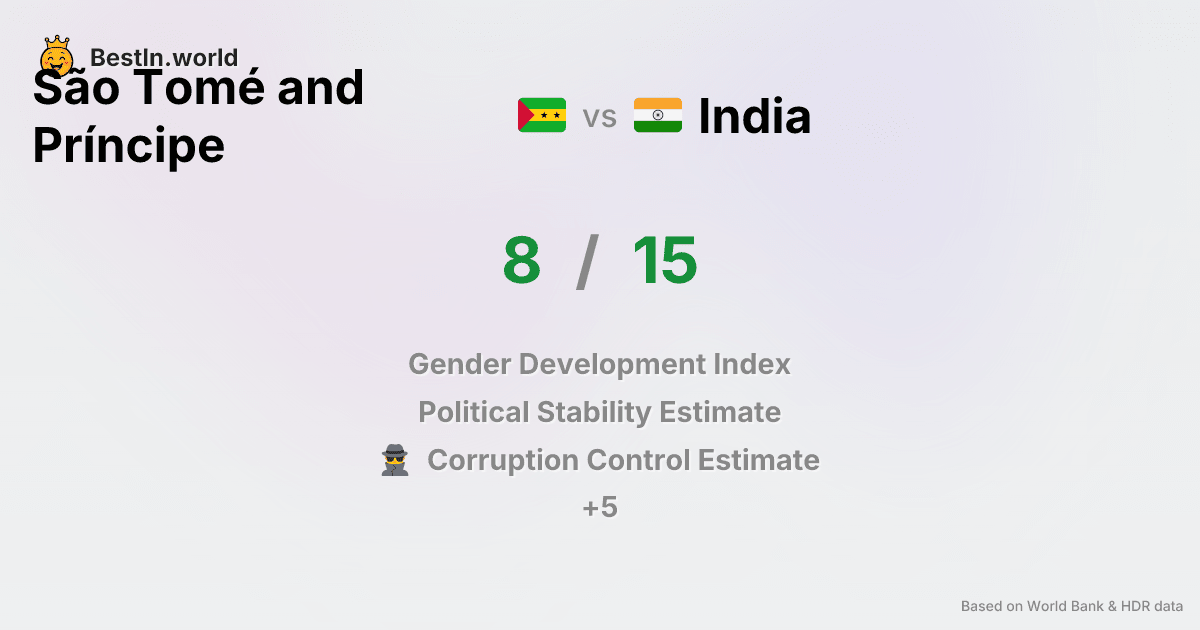 BestIn.world
São Tomé and
Príncipe
vs
India
8 / 15
Gender Development Index
Political Stability Estimate
Corruption Control Estimate
+5
Based on World Bank & HDR data